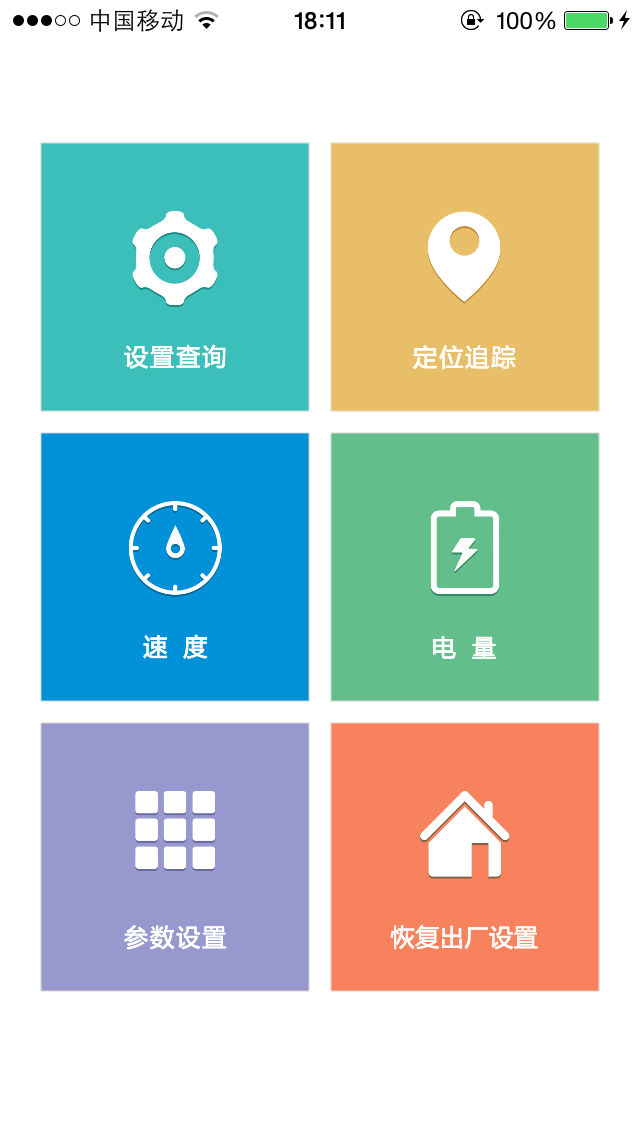 中国移动 18:11 100%
设置查询
定位追踪
速 度
电 量
参数设置
恢复出厂设置